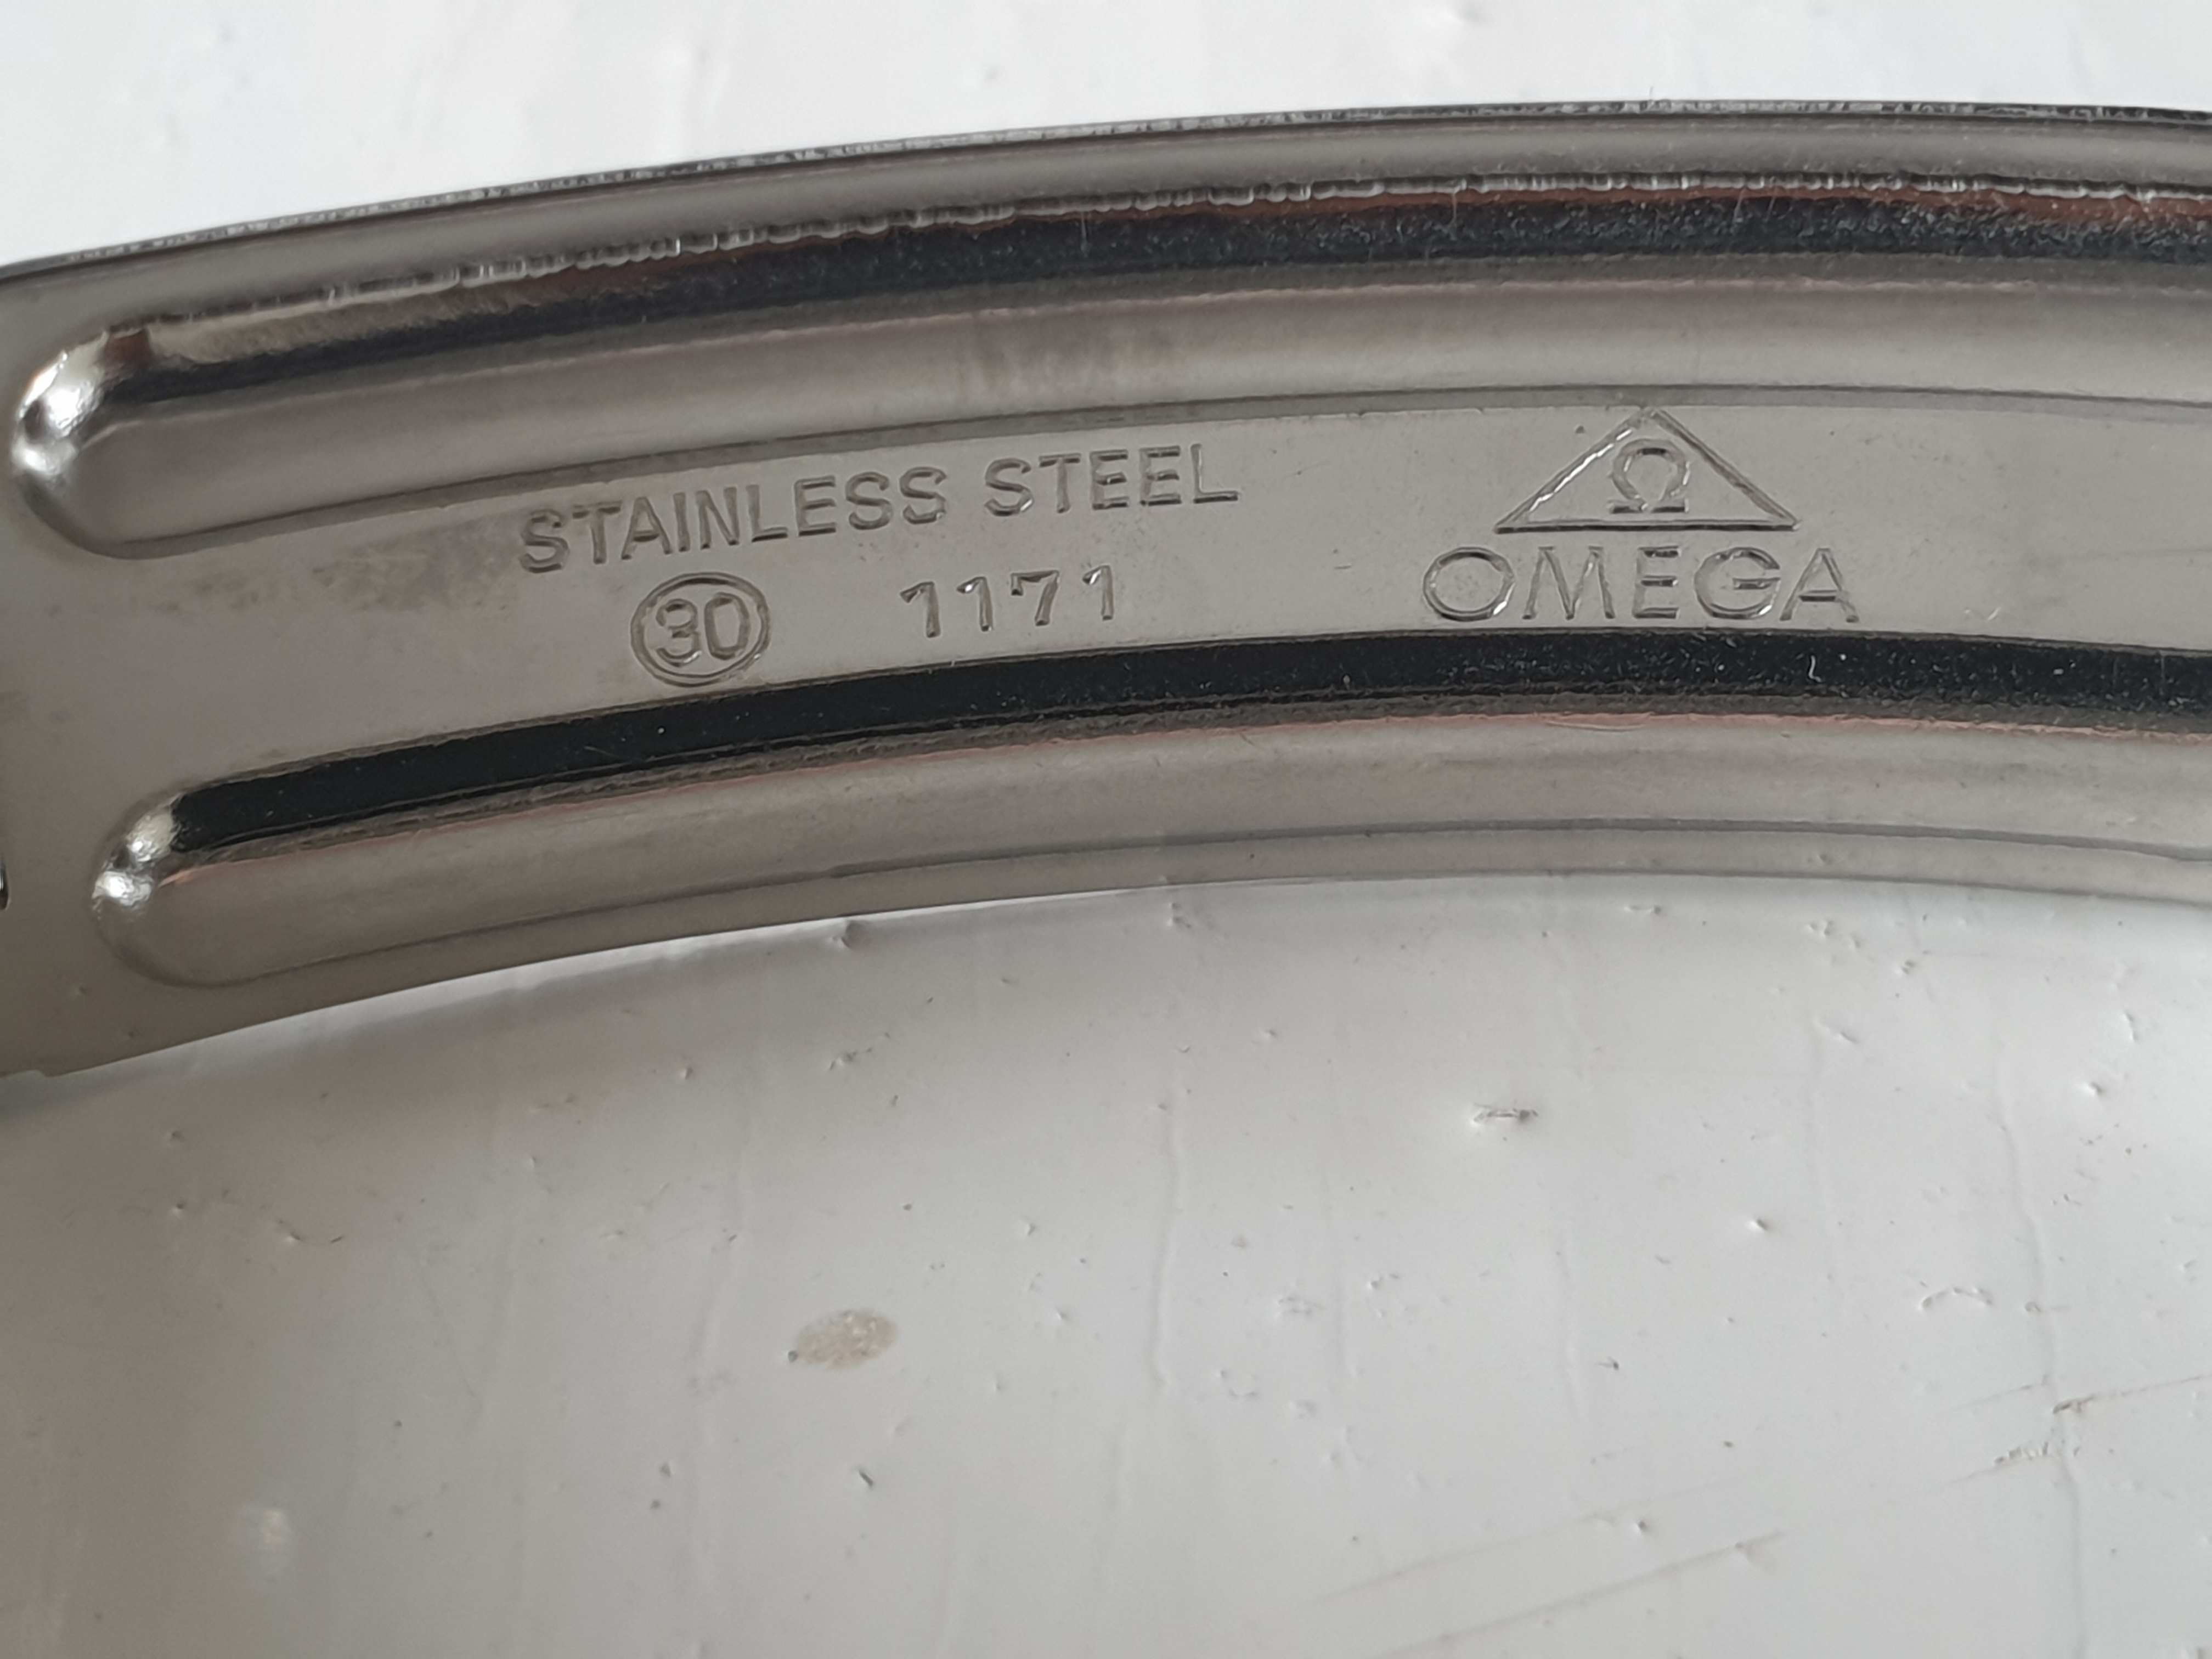 STAINLESS STEEL
30 1171
Ω
OMEGA